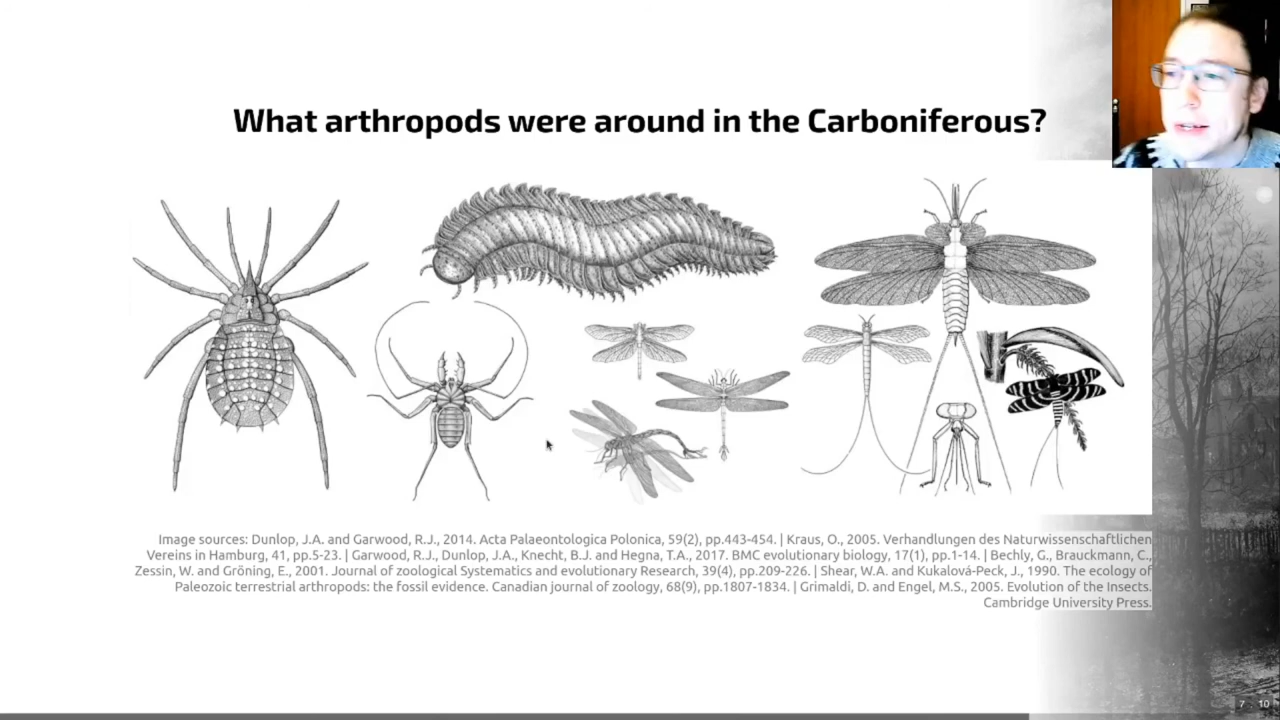 What arthropods were around in the Carboniferous?
Image sources: Dunlop, J.A. and Garwood, R.J., 2014. Acta Palaeontologica Polonica, 59(2), pp.443-454. | Kraus, O., 2005. Verhandlungen des Naturwissenschaftlichen
Vereins in Hamburg, 41, pp.5-23. | Garwood, R.J., Dunlop, J.A., Knecht, B.J. and Hegna, T.A., 2017. BMC evolutionary biology, 17(1), pp.1-14. | Bechly, G., Brauckmann, C.,
Zessin, W. and Gröning, E., 2001. Journal of zoological Systematics and evolutionary Research, 39(4), pp.209-226. | Shear, W.A. and Kukalová-Peck, J., 1990. The ecology of
Paleozoic terrestrial arthropods: the fossil evidence. Canadian journal of zoology, 68(9), pp.1807-1834. | Grimaldi, D. and Engel, M.S., 2005. Evolution of the Insects.
Cambridge University Press.
7 . 10